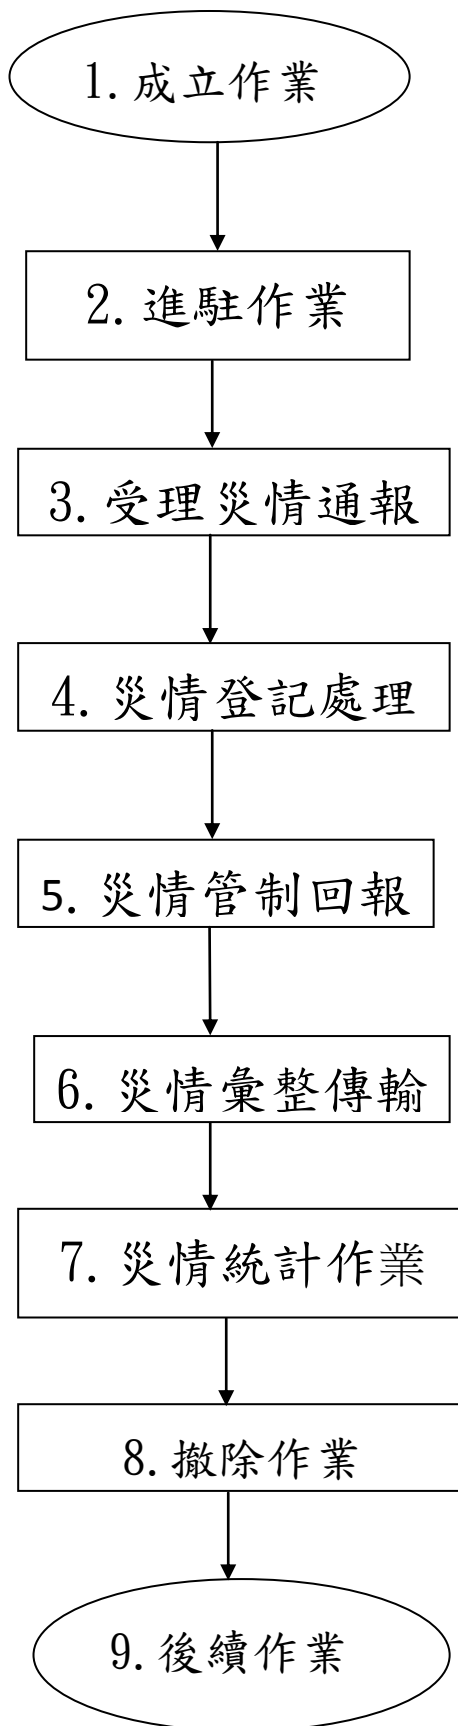 1. 成立作業
2. 進駐作業
3. 受理災情通報
4. 災情登記處理
5. 災情管制回報
6. 災情彙整傳輸
7. 災情統計作業
8. 撤除作業
9. 後續作業